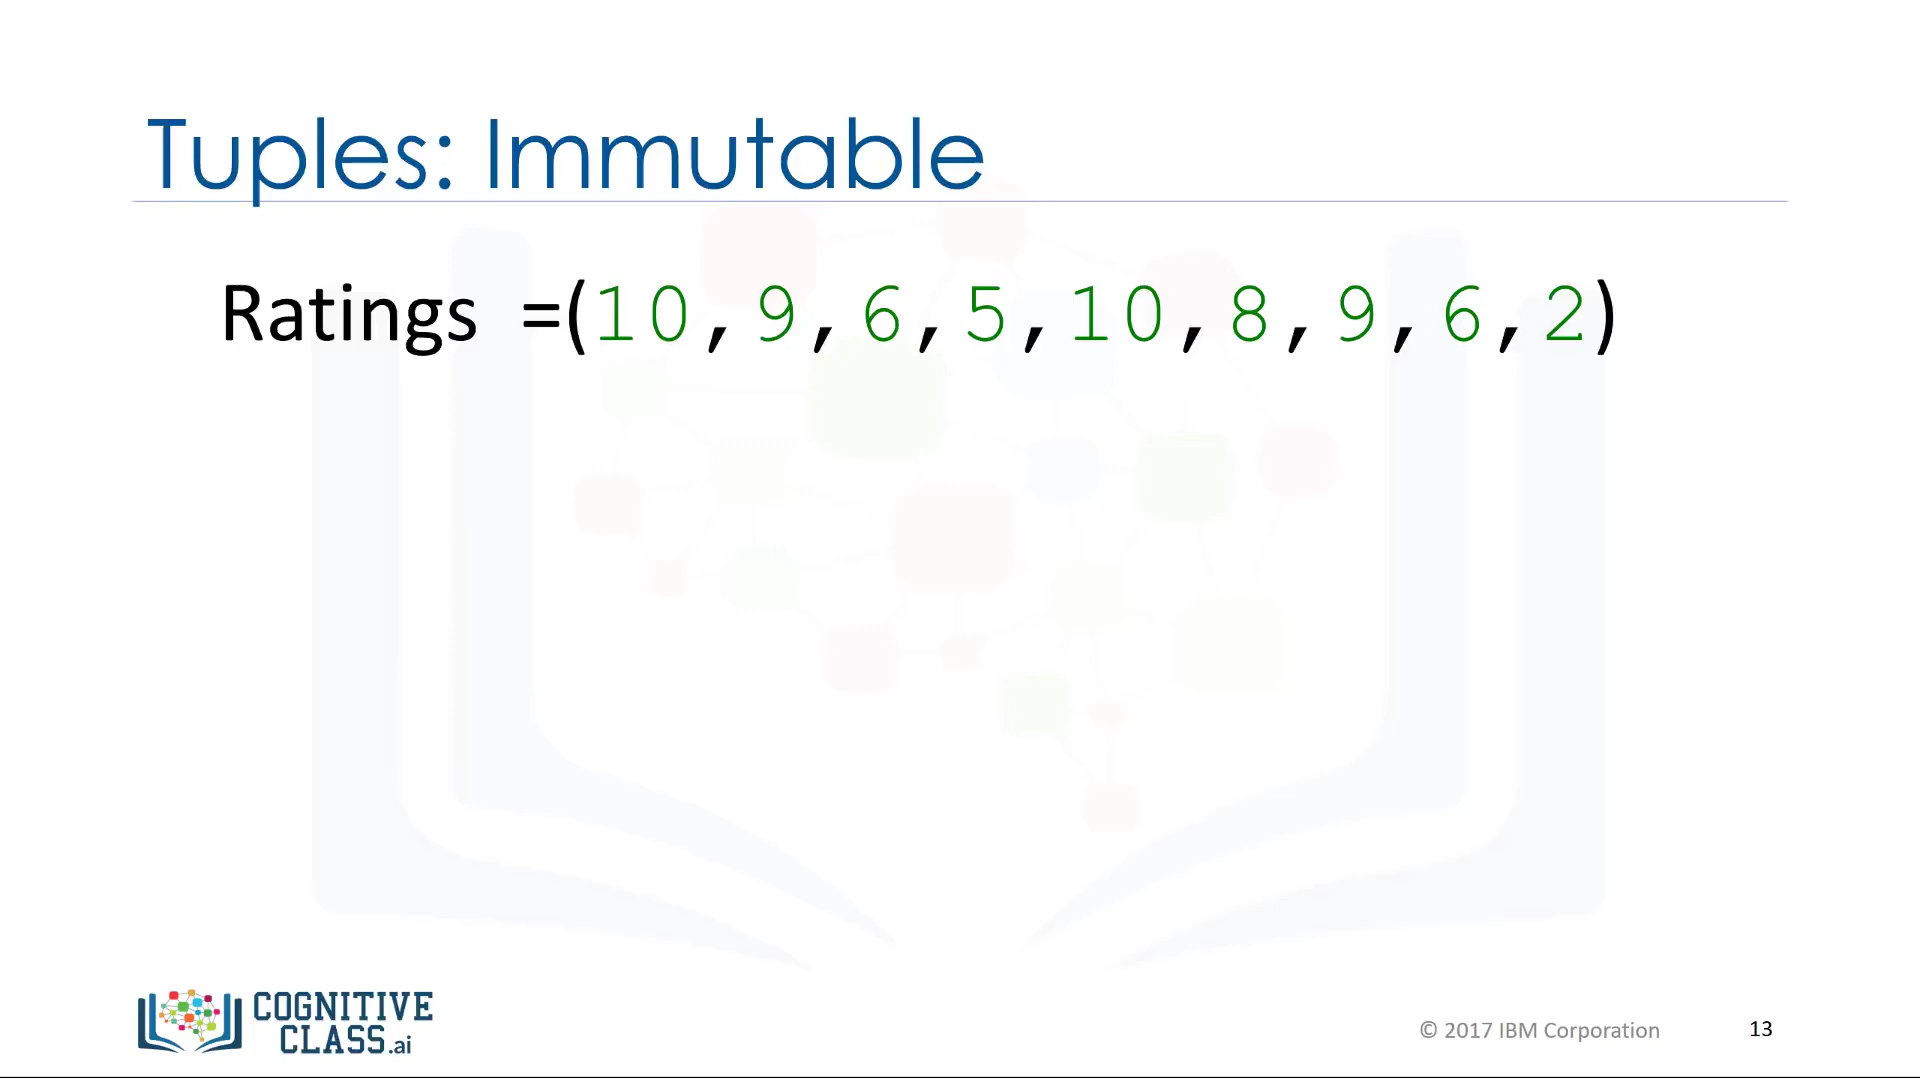 Tuples: Immutable
Ratings =(10,9,6,5,10,8,9,6,2)
COGNITIVE
CLASS.ai
© 2017 IBM Corporation
13